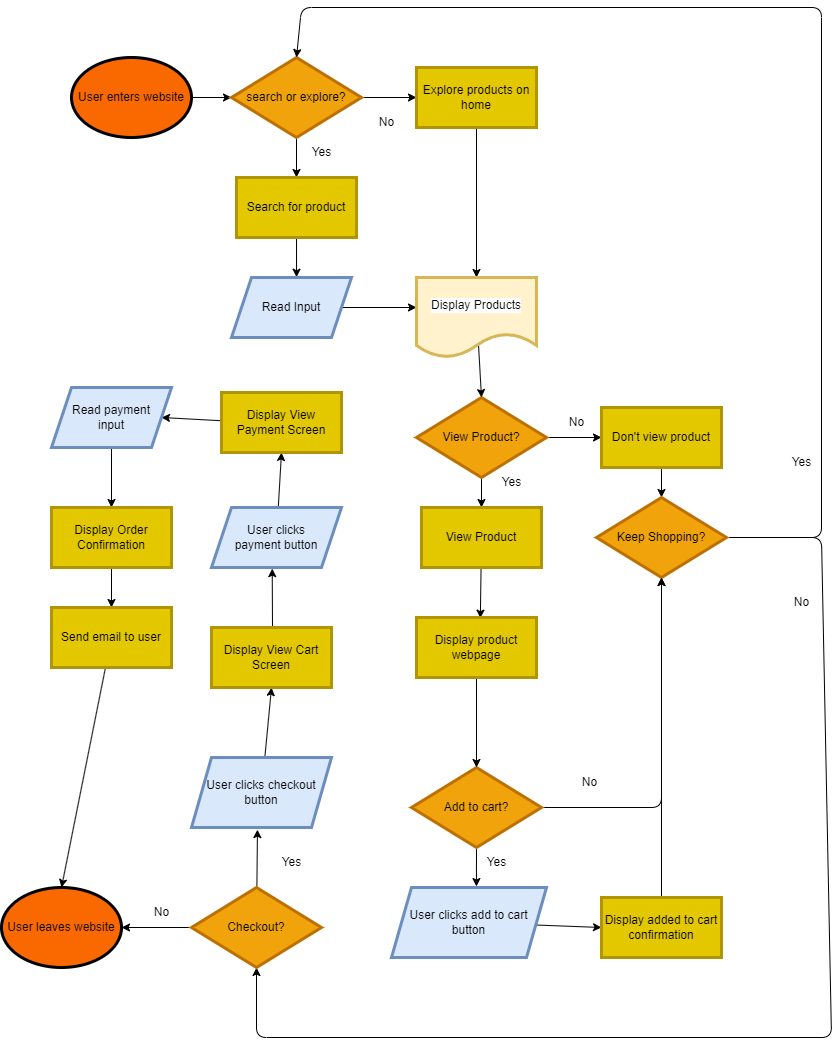 User enters website
search or explore?
Explore products on
home
No
Yes
Search for product
Read Input
Display Products
Read payment
input
Display View
Payment Screen
View Product?
No
Don't view product
Yes
Yes
Display Order
Confirmation
User clicks
payment button
View Product
Keep Shopping?
No
Send email to user
Display View Cart
Screen
Display product
webpage
User clicks checkout
button
Add to cart?
No
Yes
Yes
User leaves website
No
Checkout?
User clicks add to cart
button
Display added to cart
confirmation